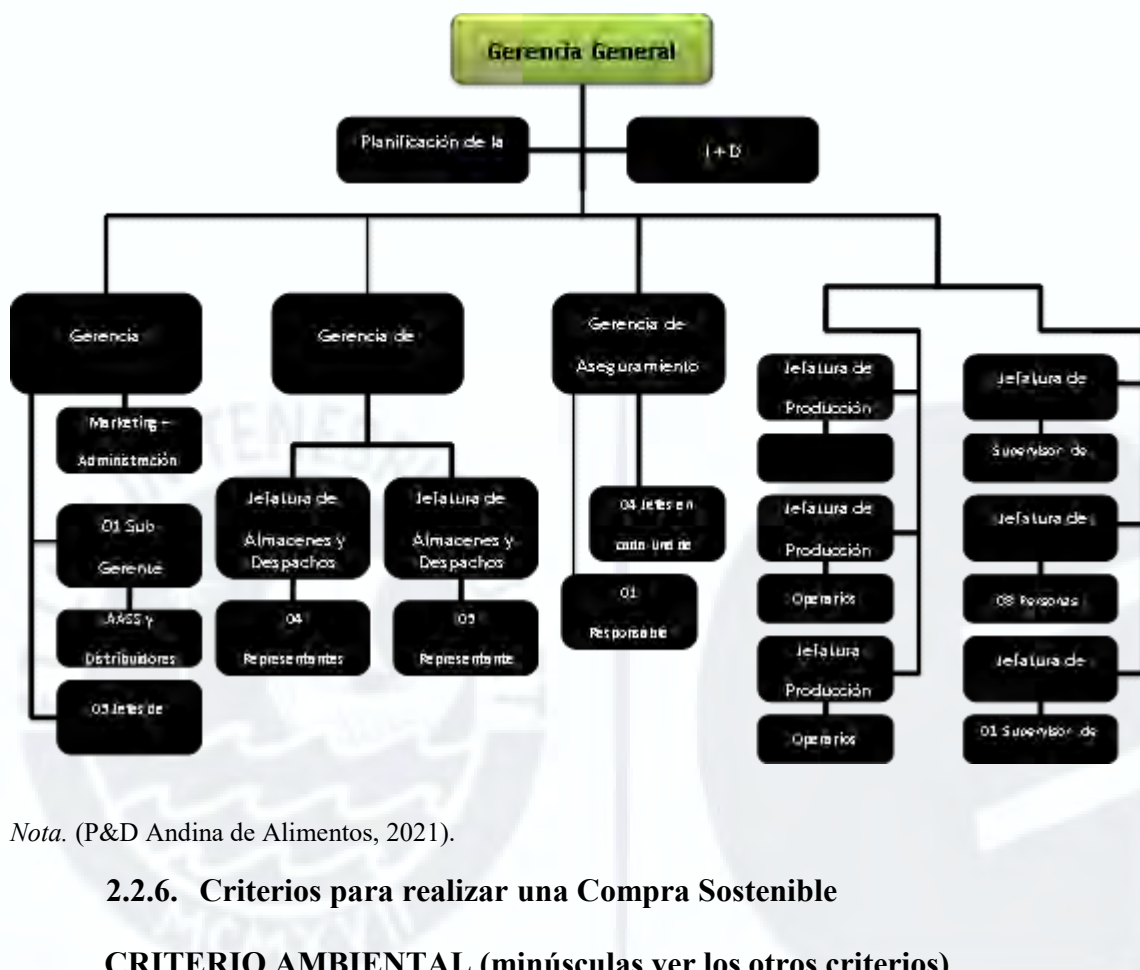 Gerencia General
Planificación de la
I + D
Gerencia
Gerencia de
Gerencia de
Aseguramiento
Marketing –
Administración
01 Sub
Gerente
AASS y
Distribuidores
03 Jefes de
Jefatura de
Almacenes y
Despachos
04
Representantes
Jefatura de
Almacenes y
Despachos
Representante
04 Jefes en
cada una de
01
Responsable
Jefatura de
Producción
Jefatura de
Producción
Operarios
Jefatura
Producción
Operarios
Jefatura de
Supervisor de
Jefatura de
08 Personas
Jefatura de
01 Supervisor de
Nota. (P&D Andina de Alimentos, 2021).
2.2.6. Criterios para realizar una Compra Sostenible
CRITERIO AMBIENTAL (minúsculas ver los otros criterios)